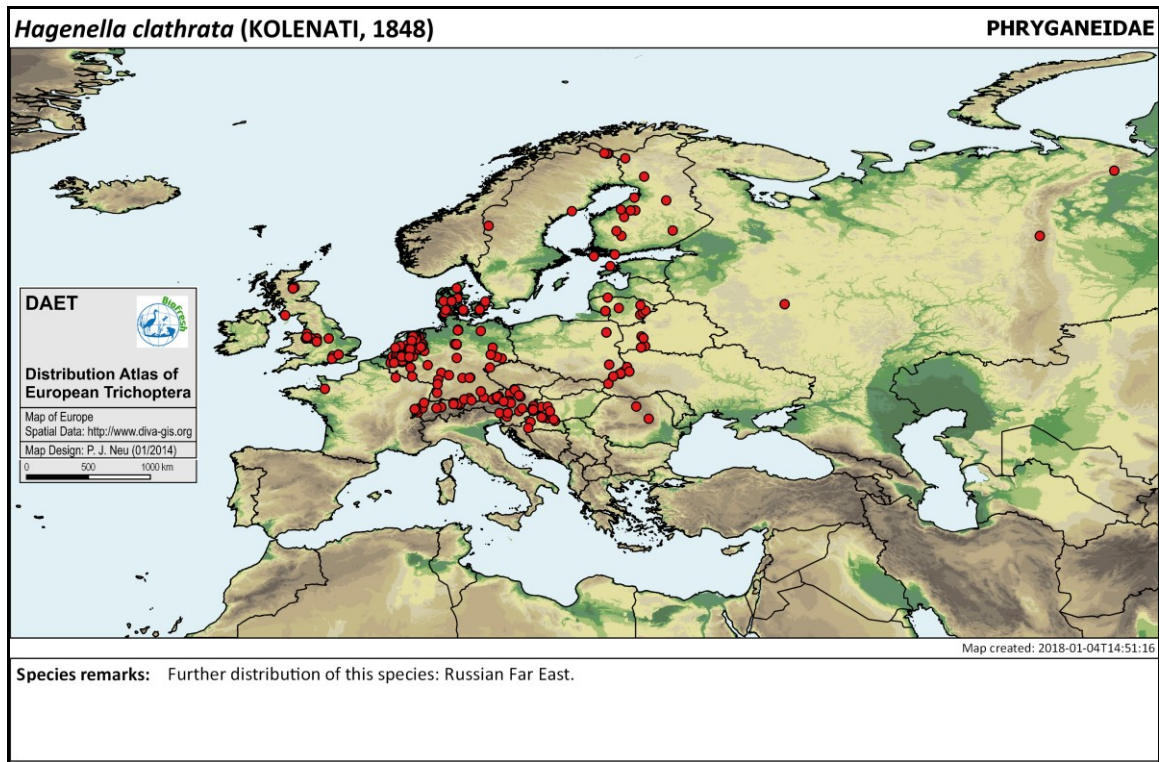 Hagenella clathrata (KOLENATI, 1848)
PHRYGANEIDAE
DAET
BioFresh
Distribution Atlas of
European Trichoptera
Map of Europe
Spatial Data: http://www.diva-gis.org
Map Design: P. J. Neu (01/2014)
0 500 1000 km
Map created: 2018-01-04T14:51:16
Species remarks: Further distribution of this species: Russian Far East.